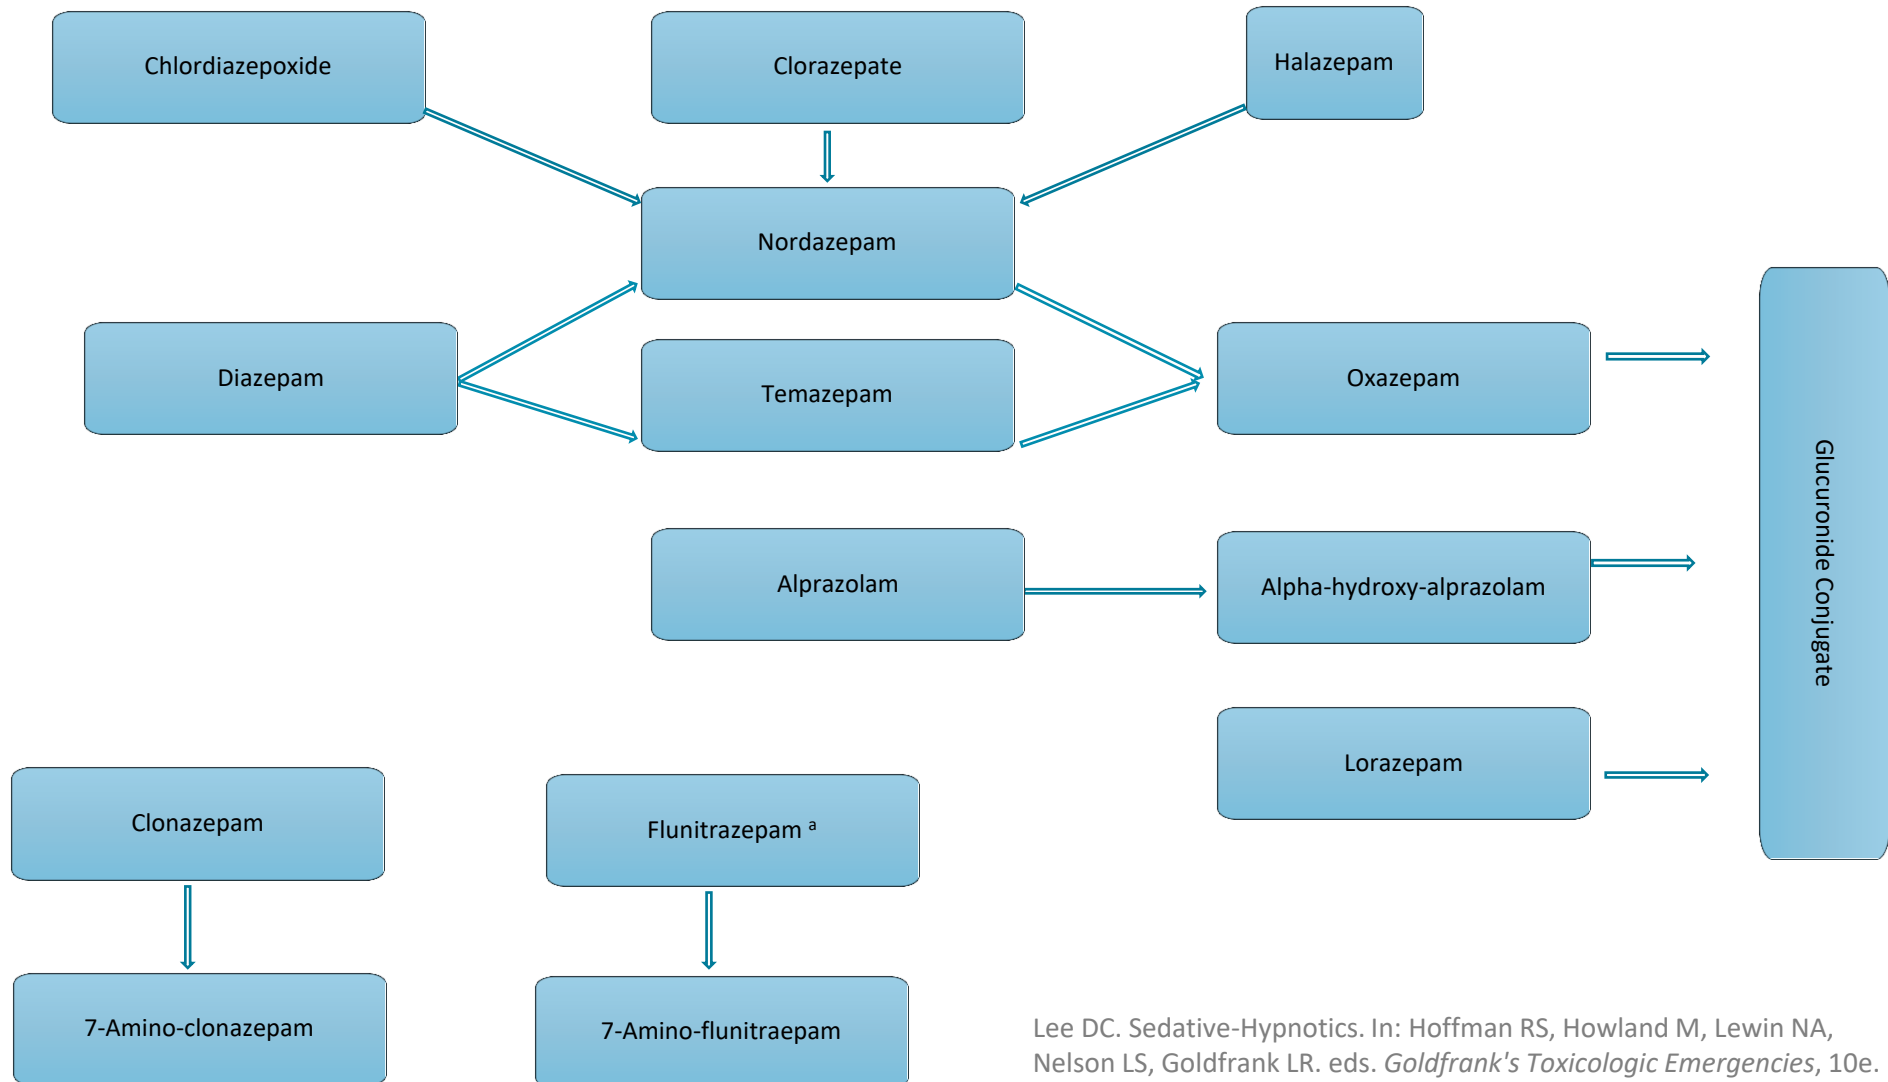 Chlordiazepoxide
Clorazepate
Halazepam
Nordazepam
Diazepam
Temazepam
Oxazepam
Glucuronide Conjugate
Alprazolam
Alpha-hydroxy-alprazolam
Lorazepam
Clonazepam
Flunitrazepam ª
7-Amino-clonazepam
7-Amino-flunitraepam
Lee DC. Sedative-Hypnotics. In: Hoffman RS, Howland M, Lewin NA,
Nelson LS, Goldfrank LR. eds. Goldfrank's Toxicologic Emergencies, 10e.